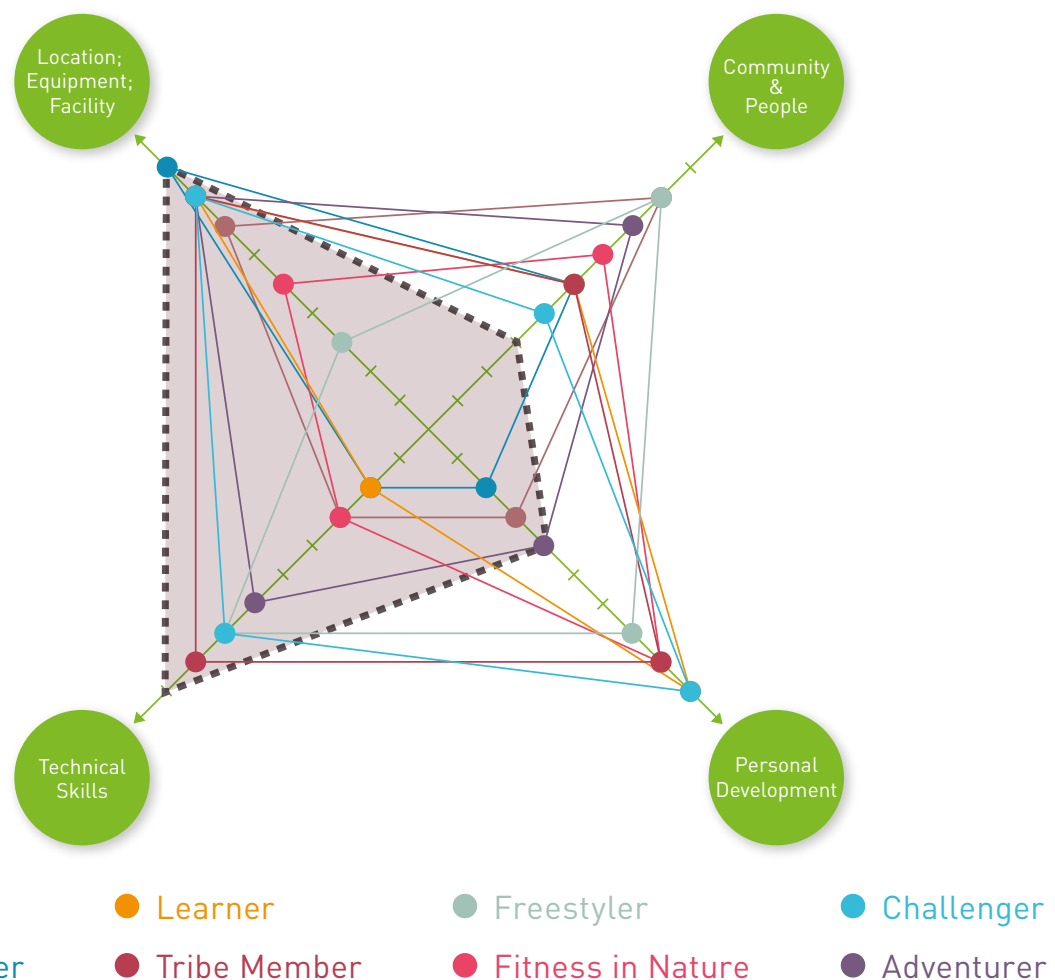 Location;
Equipment;
Facility
Community
&
People
Technical
Skills
Personal
Development
Learner
Freestyler
Challenger
Tribe Member
Fitness in Nature
Adventurer